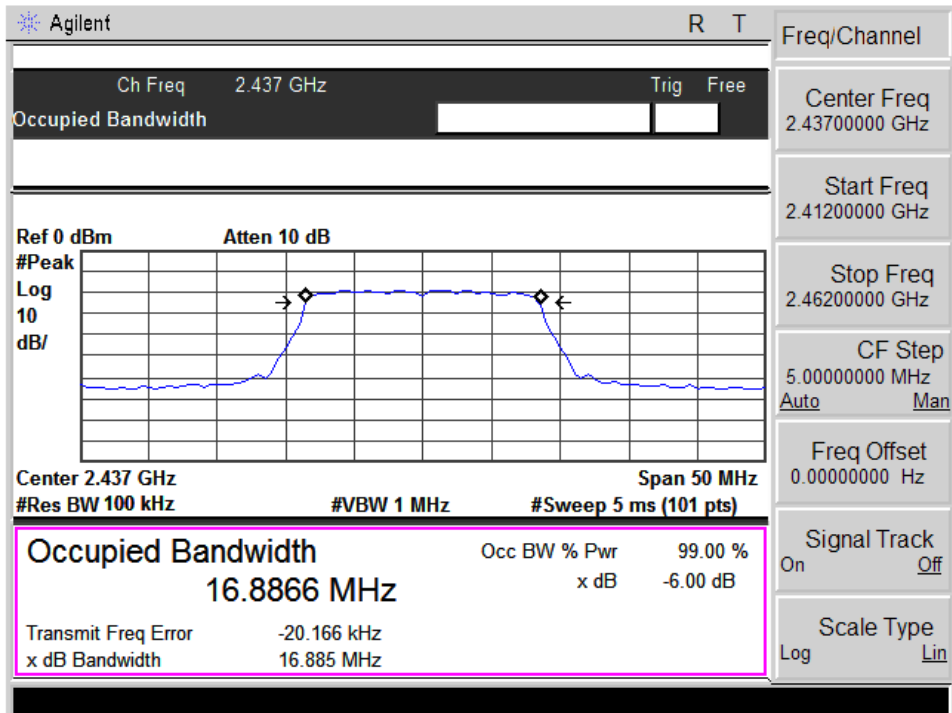 Agilent R T
Freq/Channel
Ch Freq 2.437 GHz Trig Free
Occupied Bandwidth
Center Freq
2.43700000 GHz
Start Freq
2.41200000 GHz
Stop Freq
2.46200000 GHz
CF Step
5.00000000 MHz
Auto Man
Freq Offset
0.00000000 Hz
Signal Track
On Off
Scale Type
Log Lin
Ref 0 dBm Atten 10 dB
#Peak
Log
10
dB/
Center 2.437 GHz Span 50 MHz
#Res BW 100 kHz #VBW 1 MHz #Sweep 5 ms (101 pts)
Occupied Bandwidth Occ BW % Pwr 99.00 %
16.8866 MHz x dB -6.00 dB
Transmit Freq Error -20.166 kHz
x dB Bandwidth 16.885 MHz